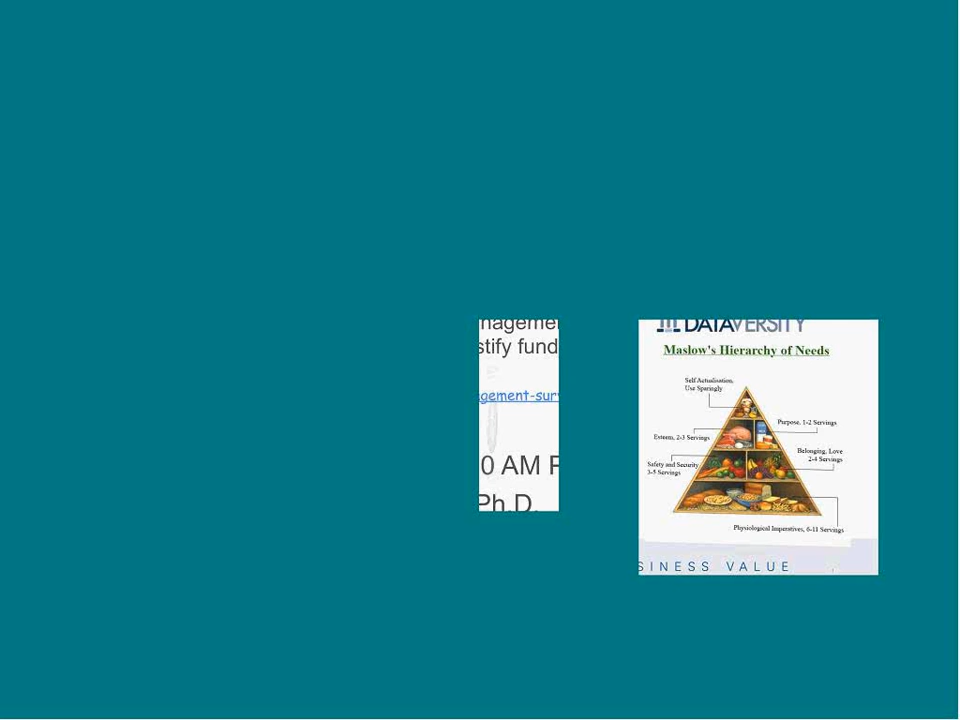 nagemen
stify fund
gement-surv
0 AM P
Ph.D.
DATAVERSITY
Maslow's Hierarchy of Needs
Self Actualisation,
Use Sparingly
Purpose, 1-2 Servings
Esteem, 2-3 Servings
Belonging, Love
2-4 Servings
Safety and Security
3-5 Servings
Physiological Imperatives, 6-11 Servings
SINESS VALUE